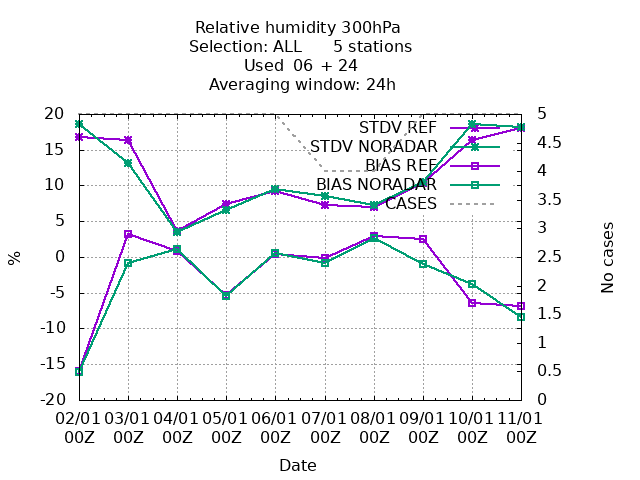 Relative humidity 300hPa
Selection: ALL 5 stations
Used 06 + 24
Averaging window: 24h
STDV REF
STDV NORADAR
BIAS REF
BIAS NORADAR
CASES
20
15
10
5
0
-5
-10
-15
-20
%
5
4.5
4
3.5
3
2.5
2
1.5
1
0.5
0
No cases
02/01 03/01 04/01 05/01 06/01 07/01 08/01 09/01 10/01 11/01
00Z 00Z 00Z 00Z 00Z 00Z 00Z 00Z 00Z 00Z
Date